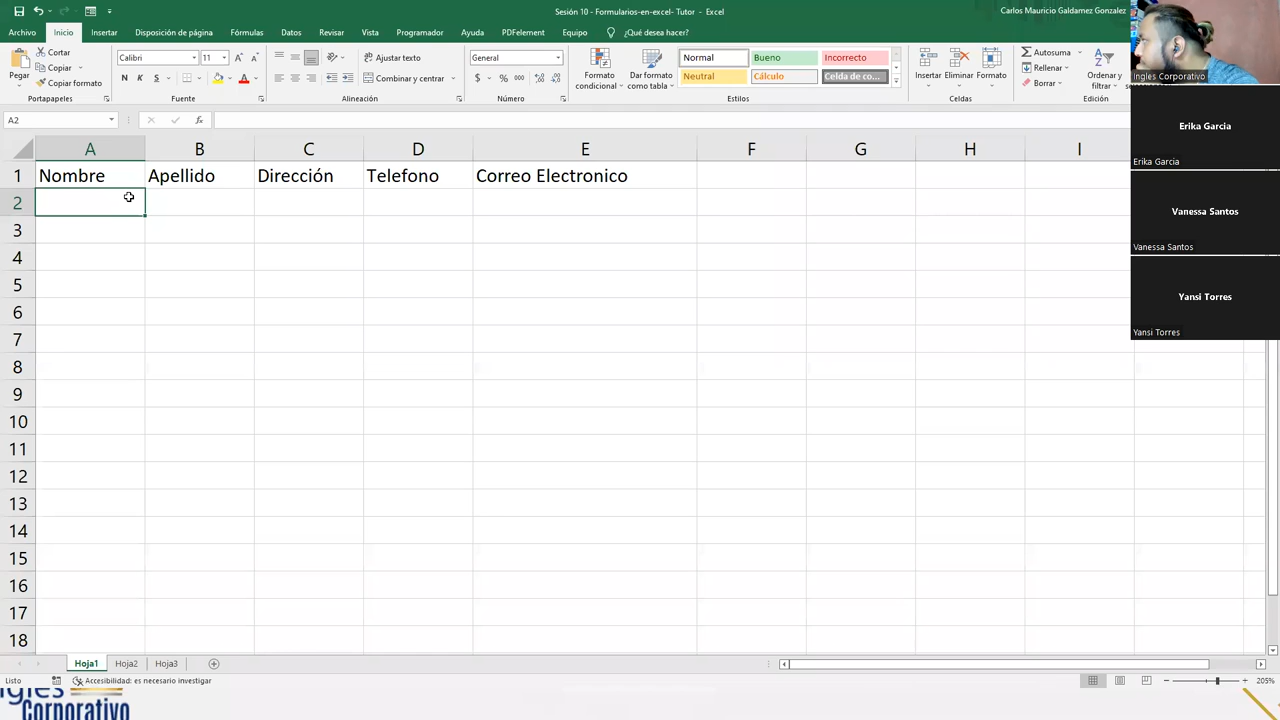 Sesión 10 - Formularios-en-excel- Tutor - Excel
Carlos Mauricio Galdamez Gonzalez
Archivo Inicio Insertar Disposición de página Fórmulas Datos Revisar Vista Programador Ayuda PDFelement Equipo ¿Qué desea hacer?
Pegar
Cortar
Copiar
Copiar formato
Portapapeles
Calibri 11
N K S
Fuente
Ajustar texto
Combinar y centrar
Alineación
General
$ % 000
Número
Formato condicional
Dar formato como tabla
Normal Bueno Incorrecto
Neutral Cálculo Celda de co...
Estilos
Insertar Eliminar Formato
Celdas
Autosuma
Rellenar
Borrar
Ordenar y filtrar
Edición
A2
fx
A B C D E F G H I
1 Nombre Apellido Dirección Telefono Correo Electronico
2
3
4
5
6
7
8
9
10
11
12
13
14
15
16
17
18
Ingles Corporativo
Erika Garcia
Erika Garcia
Vanessa Santos
Vanessa Santos
Yansi Torres
Yansi Torres
Hoja1 Hoja2 Hoja3
Listo Accesibilidad: es necesario investigar
205%
Corporativo